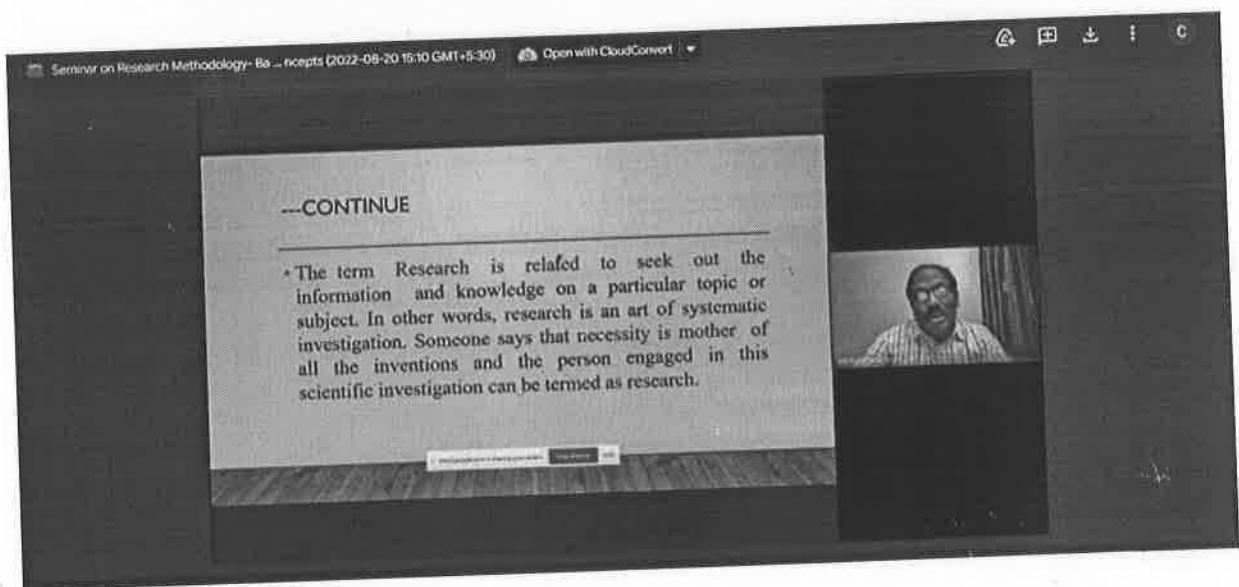 Seminar on Research Methodology- Ba ... ncepts (2022-08-20 15:10 GMT+5:30)
Open with CloudConvert
C
---CONTINUE
• The term Research is related to seek out the
information and knowledge on a particular topic or
subject. In other words, research is an art of systematic
investigation. Someone says that necessity is mother of
all the inventions and the person engaged in this
scientific investigation can be termed as research.